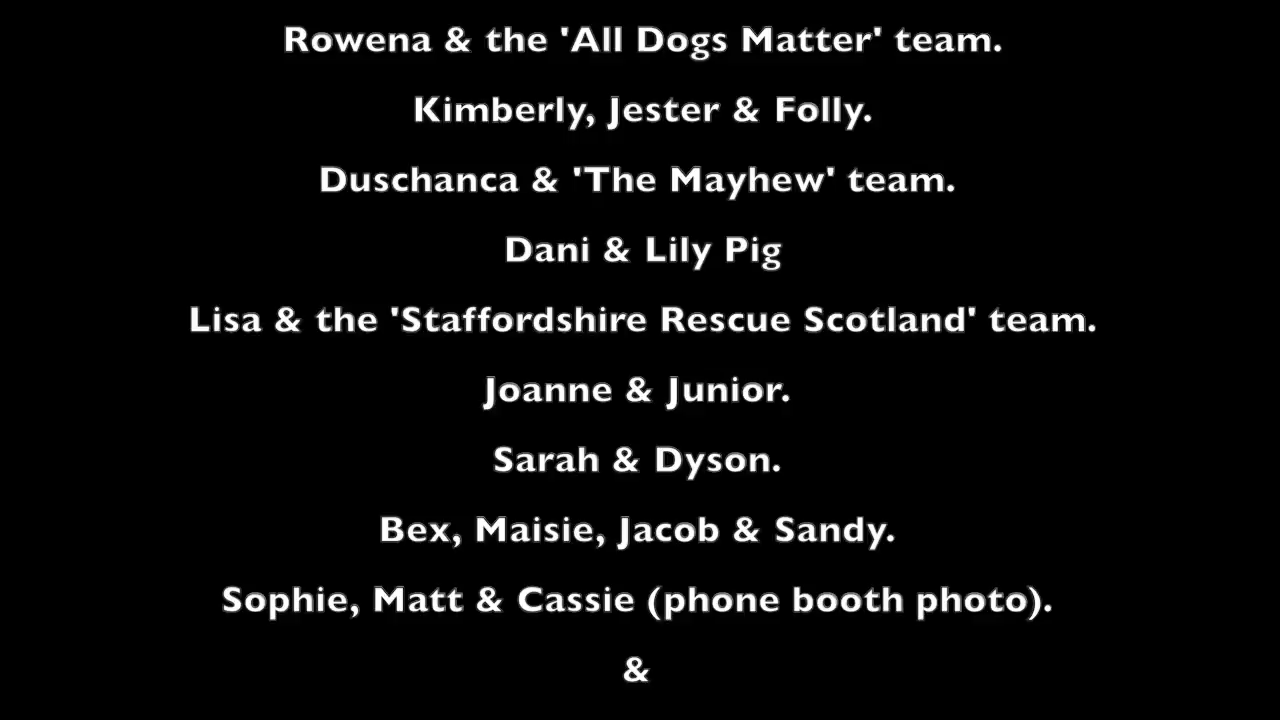 Rowena & the 'All Dogs Matter' team.
Kimberly, Jester & Folly.
Duschanca & 'The Mayhew' team.
Dani & Lily Pig
Lisa & the 'Staffordshire Rescue Scotland' team.
Joanne & Junior.
Sarah & Dyson.
Bex, Maisie, Jacob & Sandy.
Sophie, Matt & Cassie (phone booth photo).
&